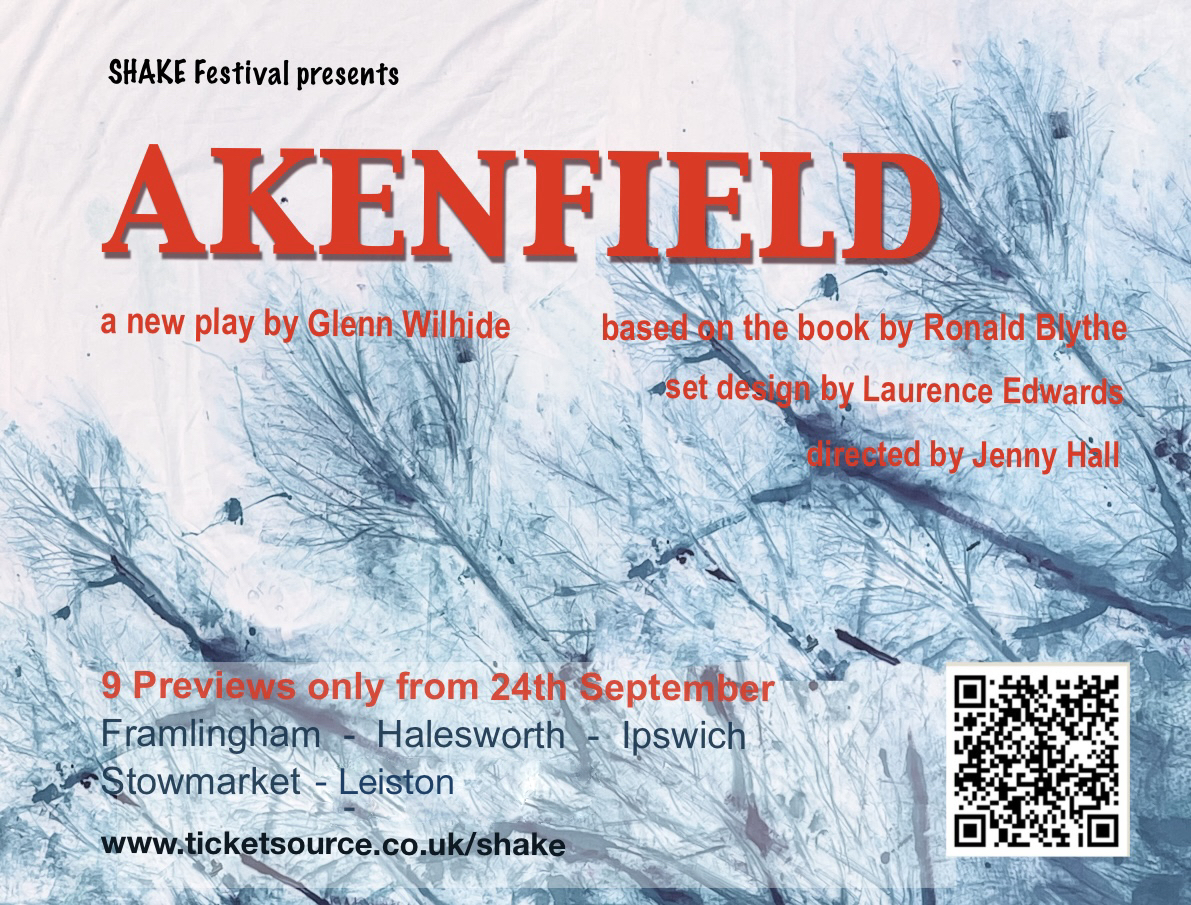 SHAKE Festival presents
AKENFIELD
a new play by Glenn Wilhide
based on the book by Ronald Blythe
set design by Laurence Edwards
directed by Jenny Hall
9 Previews only from 24th September
Framlingham - Halesworth - Ipswich
Stowmarket - Leiston
-
www.ticketsource.co.uk/shake